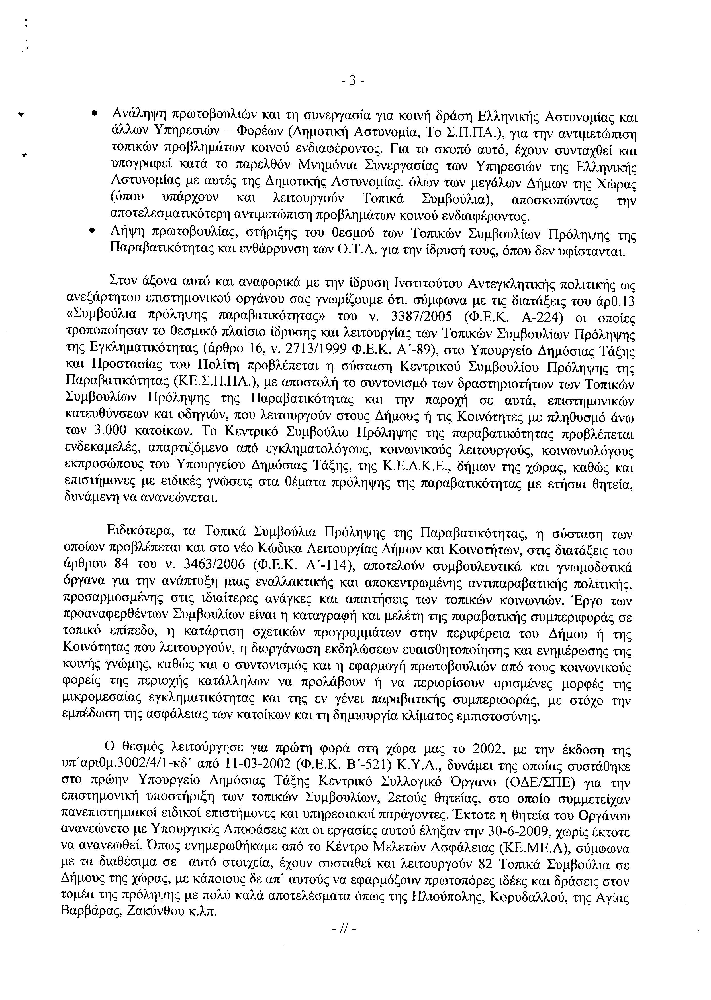 - 3 -
• Ανάληψη πρωτοβουλιών και τη συνεργασία για κοινή δράση Ελληνικής Αστυνομίας και
άλλων Υπηρεσιών – Φορέων (Δημοτική Αστυνομία, Το Σ.Π.ΠΑ.), για την αντιμετώπιση
τοπικών προβλημάτων κοινού ενδιαφέροντος. Για το σκοπό αυτό, έχουν συνταχθεί και
υπογραφεί κατά το παρελθόν Μνημόνια Συνεργασίας των Υπηρεσιών της Ελληνικής
Αστυνομίας με αυτές της Δημοτικής Αστυνομίας, όλων των μεγάλων Δήμων της Χώρας
(όπου υπάρχουν και λειτουργούν Τοπικά Συμβούλια), αποσκοπώντας την
αποτελεσματικότερη αντιμετώπιση προβλημάτων κοινού ενδιαφέροντος.
• Λήψη πρωτοβουλίας, στήριξης του θεσμού των Τοπικών Συμβουλίων Πρόληψης της
Παραβατικότητας και ενθάρρυνση των Ο.Τ.Α. για την ίδρυσή τους, όπου δεν υφίστανται.
Στον άξονα αυτό και αναφορικά με την ίδρυση Ινστιτούτου Αντεγκλητικής πολιτικής ως
ανεξάρτητου επιστημονικού οργάνου σας γνωρίζουμε ότι, σύμφωνα με τις διατάξεις του άρθ.13
«Συμβούλια πρόληψης παραβατικότητας» του ν. 3387/2005 (Φ.Ε.Κ. Α-224) οι οποίες
τροποποίησαν το θεσμικό πλαίσιο ίδρυσης και λειτουργίας των Τοπικών Συμβουλίων Πρόληψης
της Εγκληματικότητας (άρθρο 16, ν. 2713/1999 Φ.Ε.Κ. Α΄-89), στο Υπουργείο Δημόσιας Τάξης
και Προστασίας του Πολίτη προβλέπεται η σύσταση Κεντρικού Συμβουλίου Πρόληψης της
Παραβατικότητας (ΚΕ.Σ.Π.ΠΑ.), με αποστολή το συντονισμό των δραστηριοτήτων των Τοπικών
Συμβουλίων Πρόληψης της Παραβατικότητας και την παροχή σε αυτά, επιστημονικών
κατευθύνσεων και οδηγιών, που λειτουργούν στους Δήμους ή τις Κοινότητες με πληθυσμό άνω
των 3.000 κατοίκων. Το Κεντρικό Συμβούλιο Πρόληψης της παραβατικότητας προβλέπεται
ενδεκαμελές, απαρτιζόμενο από εγκληματολόγους, κοινωνικούς λειτουργούς, κοινωνιολόγους
εκπροσώπους του Υπουργείου Δημόσιας Τάξης, της Κ.Ε.Δ.Κ.Ε., δήμων της χώρας, καθώς και
επιστήμονες με ειδικές γνώσεις στα θέματα πρόληψης της παραβατικότητας με ετήσια θητεία,
δυνάμενη να ανανεώνεται.
Ειδικότερα, τα Τοπικά Συμβούλια Πρόληψης της Παραβατικότητας, η σύσταση των
οποίων προβλέπεται και στο νέο Κώδικα Λειτουργίας Δήμων και Κοινοτήτων, στις διατάξεις του
άρθρου 84 του ν. 3463/2006 (Φ.Ε.Κ. Α΄-114), αποτελούν συμβουλευτικά και γνωμοδοτικά
όργανα για την ανάπτυξη μιας εναλλακτικής και αποκεντρωμένης αντιπαραβατικής πολιτικής,
προσαρμοσμένης στις ιδιαίτερες ανάγκες και απαιτήσεις των τοπικών κοινωνιών. Έργο των
προαναφερθέντων Συμβουλίων είναι η καταγραφή και μελέτη της παραβατικής συμπεριφοράς σε
τοπικό επίπεδο, η κατάρτιση σχετικών προγραμμάτων στην περιφέρεια του Δήμου ή της
Κοινότητας που λειτουργούν, η διοργάνωση εκδηλώσεων ευαισθητοποίησης και ενημέρωσης της
κοινής γνώμης, καθώς και ο συντονισμός και η εφαρμογή πρωτοβουλιών από τους κοινωνικούς
φορείς της περιοχής κατάλληλων να προλάβουν ή να περιορίσουν ορισμένες μορφές της
μικρομεσαίας εγκληματικότητας και της εν γένει παραβατικής συμπεριφοράς, με στόχο την
εμπέδωση της ασφάλειας των κατοίκων και τη δημιουργία κλίματος εμπιστοσύνης.
Ο θεσμός λειτούργησε για πρώτη φορά στη χώρα μας το 2002, με την έκδοση της
υπ΄αριθμ.3002/4/1-κδ΄ από 11-03-2002 (Φ.Ε.Κ. Β΄-521) Κ.Υ.Α., δυνάμει της οποίας συστάθηκε
στο πρώην Υπουργείο Δημόσιας Τάξης Κεντρικό Συλλογικό Όργανο (ΟΔΕ/ΣΠΕ) για την
επιστημονική υποστήριξη των τοπικών Συμβουλίων, 2ετούς θητείας, στο οποίο συμμετείχαν
πανεπιστημιακοί ειδικοί επιστήμονες και υπηρεσιακοί παράγοντες. Έκτοτε η θητεία του Οργάνου
ανανεώνετο με Υπουργικές Αποφάσεις και οι εργασίες αυτού έληξαν την 30-6-2009, χωρίς έκτοτε
να ανανεωθεί. Όπως ενημερωθήκαμε από το Κέντρο Μελετών Ασφάλειας (ΚΕ.ΜΕ.Α), σύμφωνα
με τα διαθέσιμα σε αυτό στοιχεία, έχουν συσταθεί και λειτουργούν 82 Τοπικά Συμβούλια σε
Δήμους της χώρας, με κάποιους δε απ’ αυτούς να εφαρμόζουν πρωτοπόρες ιδέες και δράσεις στον
τομέα της πρόληψης με πολύ καλά αποτελέσματα όπως της Ηλιούπολης, Κορυδαλλού, της Αγίας
Βαρβάρας, Ζακύνθου κ.λπ.
- // -